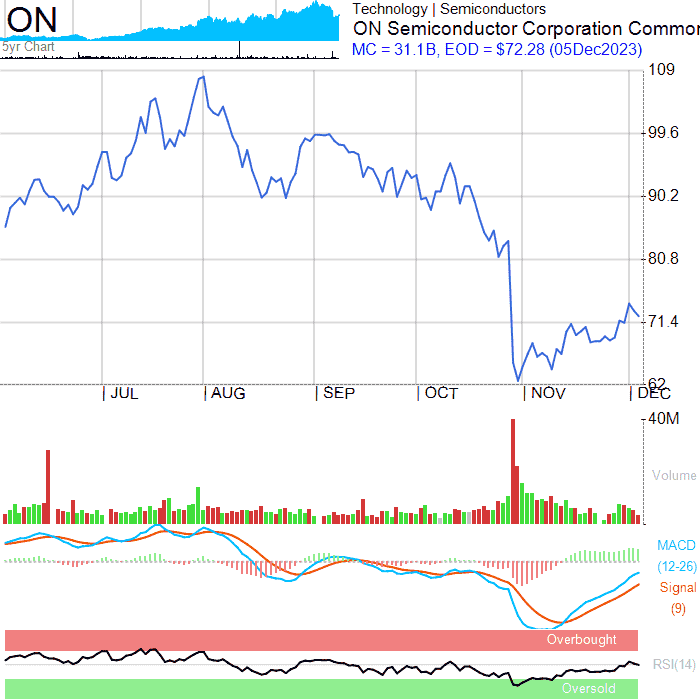 ON
5yr Chart
Technology | Semiconductors
ON Semiconductor Corporation Common
MC = 31.1B, EOD = $72.28 (05Dec2023)
109
99.6
90.2
80.8
71.4
62
JUL
AUG
SEP
OCT
NOV
DEC
40M
Volume
MACD
(12-26)
Signal
(9)
Overbought
RSI(14)
Oversold